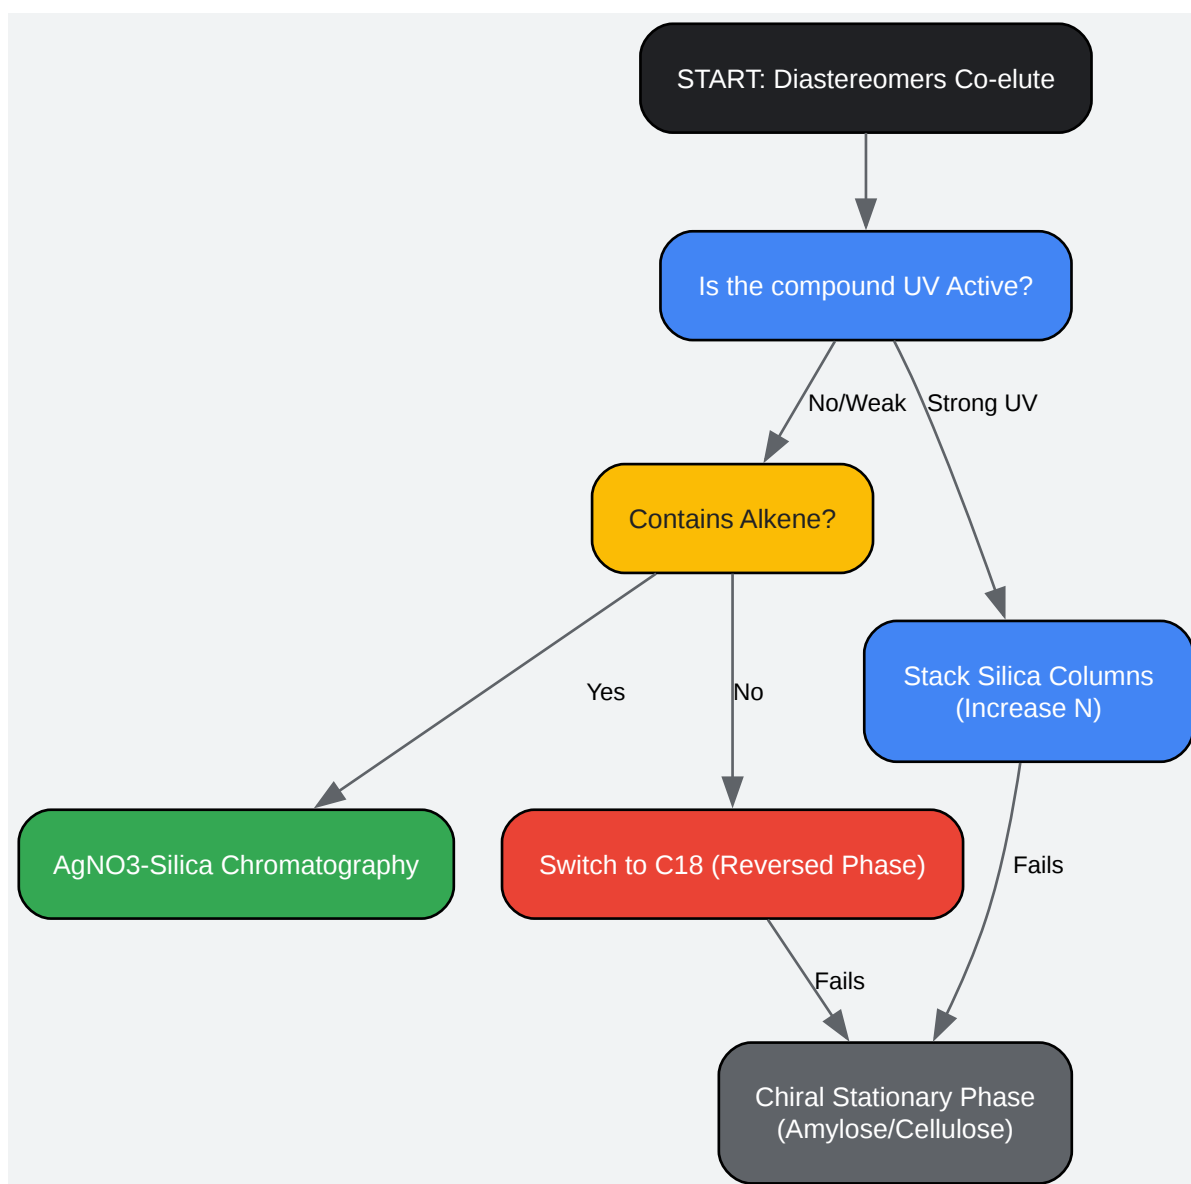 START: Diastereomers Co-elute
Is the compound UV Active?
No/Weak
Strong UV
Contains Alkene?
Stack Silica Columns
(Increase N)
Yes
No
AgNO3-Silica Chromatography
Switch to C18 (Reversed Phase)
Fails
Fails
Chiral Stationary Phase
(Amylose/Cellulose)